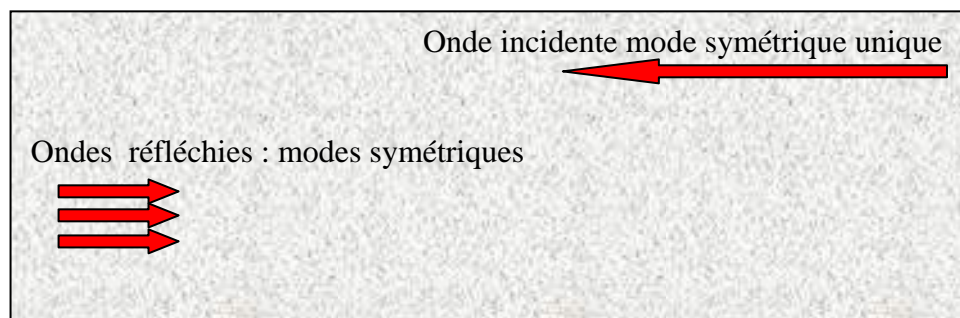 Onde incidente mode symétrique unique
Ondes réfléchies : modes symétriques